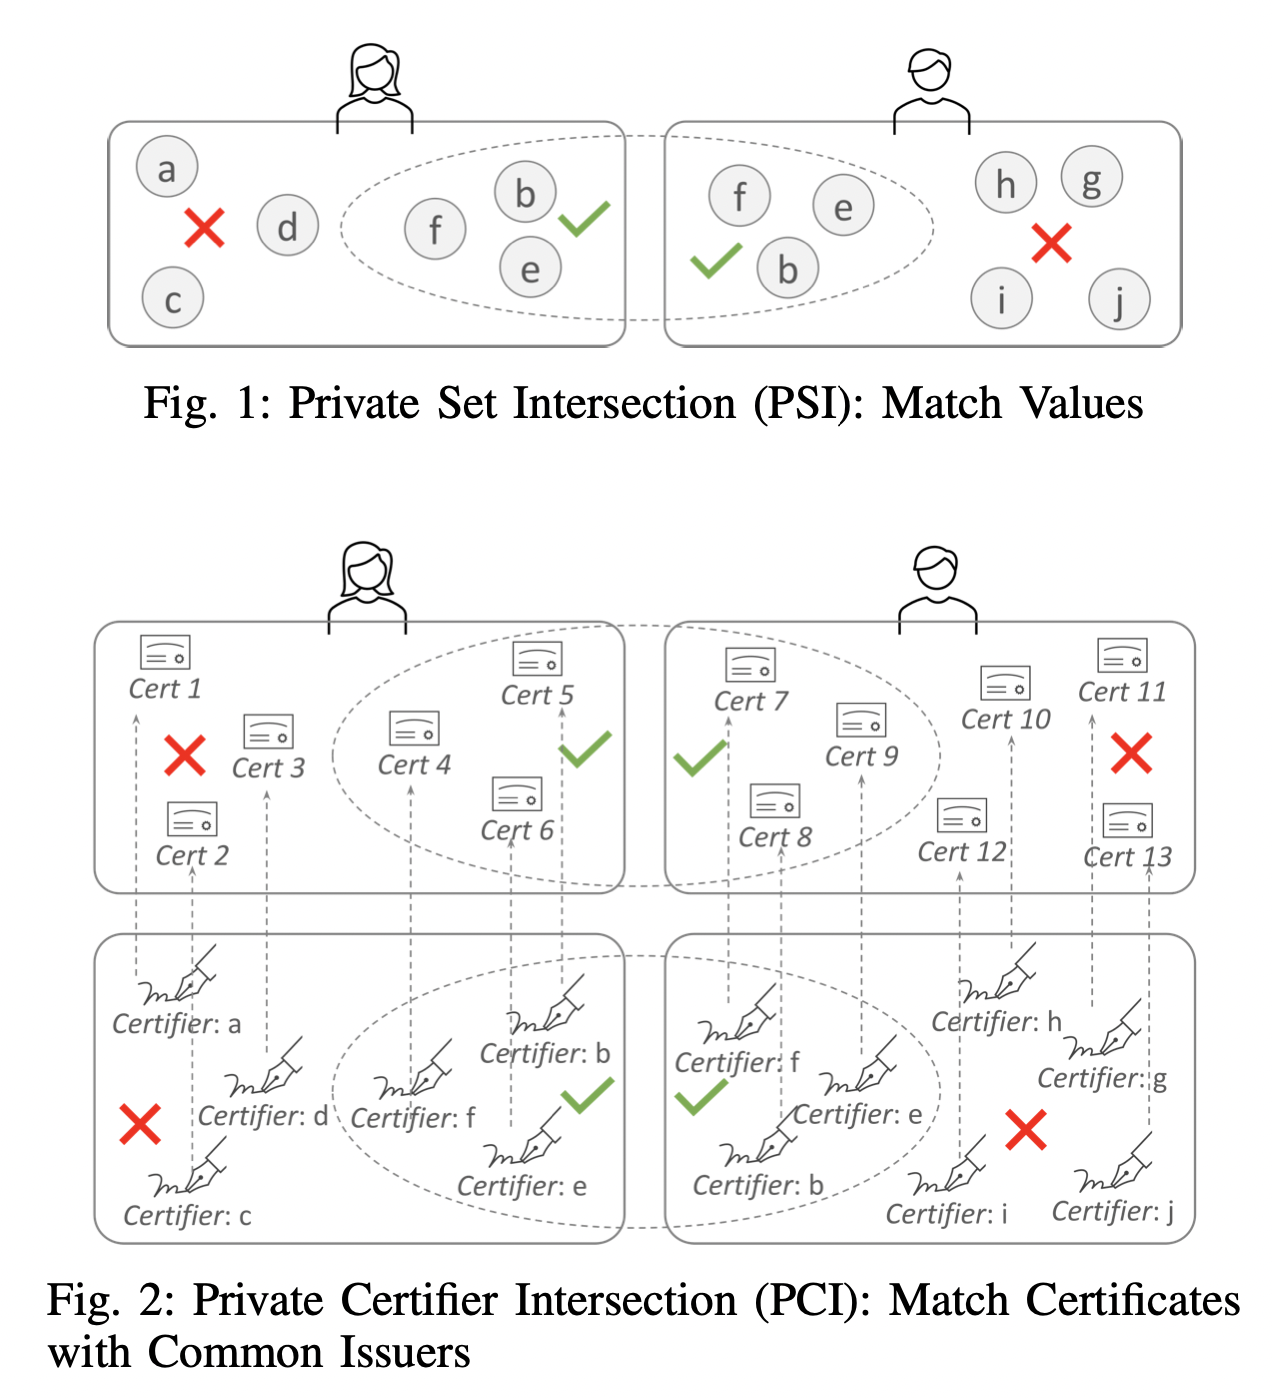 a
d
c
f
b
e
f
e
b
h
g
i
j
Fig. 1: Private Set Intersection (PSI): Match Values
Cert 1
Cert 3
Cert 2
Cert 4
Cert 5
Cert 6
Cert 7
Cert 9
Cert 8
Cert 10
Cert 11
Cert 12
Cert 13
Certifier: a
Certifier: d
Certifier: c
Certifier: b
Certifier: f
Certifier: e
Certifier: f
Certifier: e
Certifier: b
Certifier: h
Certifier: g
Certifier: i
Certifier: j
Fig. 2: Private Certifier Intersection (PCI): Match Certificates
with Common Issuers